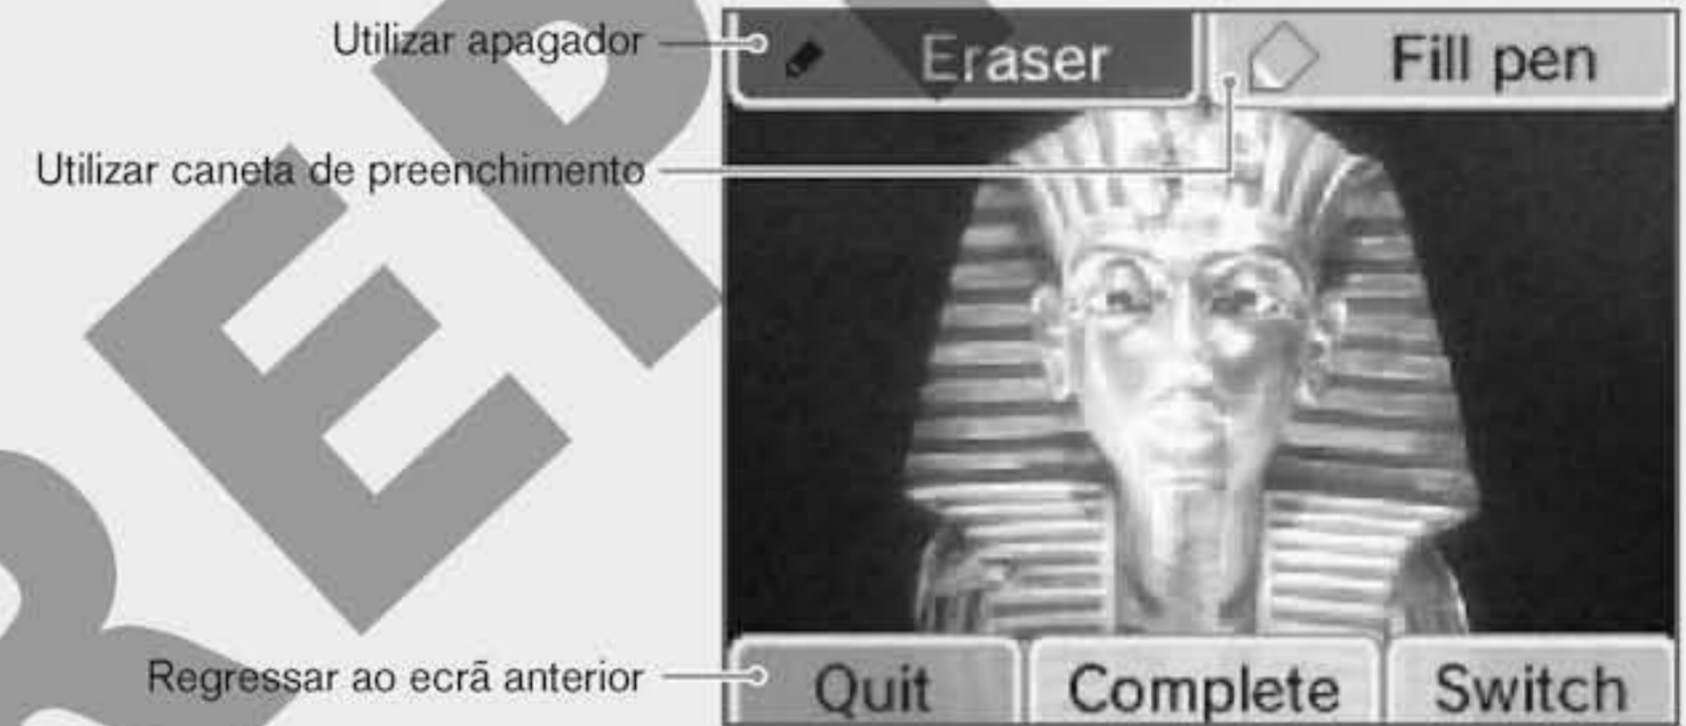 Utilizar apagador
Eraser
Fill pen
Utilizar caneta de preenchimento
Regressar ao ecrã anterior
Quit
Complete
Switch